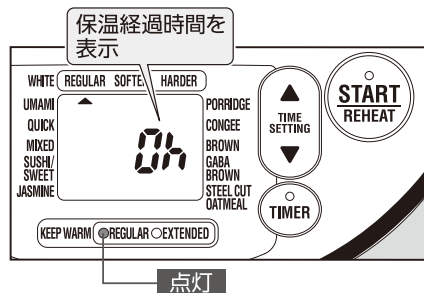 保温経過時間を
表示
WHITE REGULAR SOFTER HARDER
UMAMI
QUICK
MIXED
SUSHI/
SWEET
JASMINE
0h
PORRIDGE
CONGEE
BROWN
GABA
BROWN
STEEL CUT
OATMEAL
TIME
SETTING
START
REHEAT
TIMER
KEEP WARM REGULAR EXTENDED
点灯